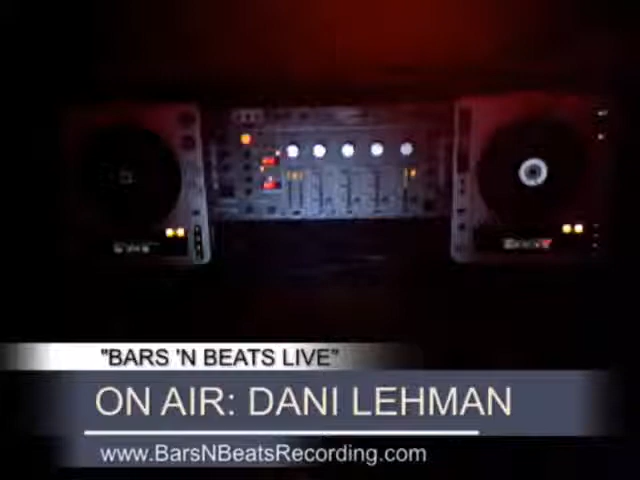 "BARS 'N BEATS LIVE"
ON AIR: DANI LEHMAN
www.BarsNBeatsRecording.com